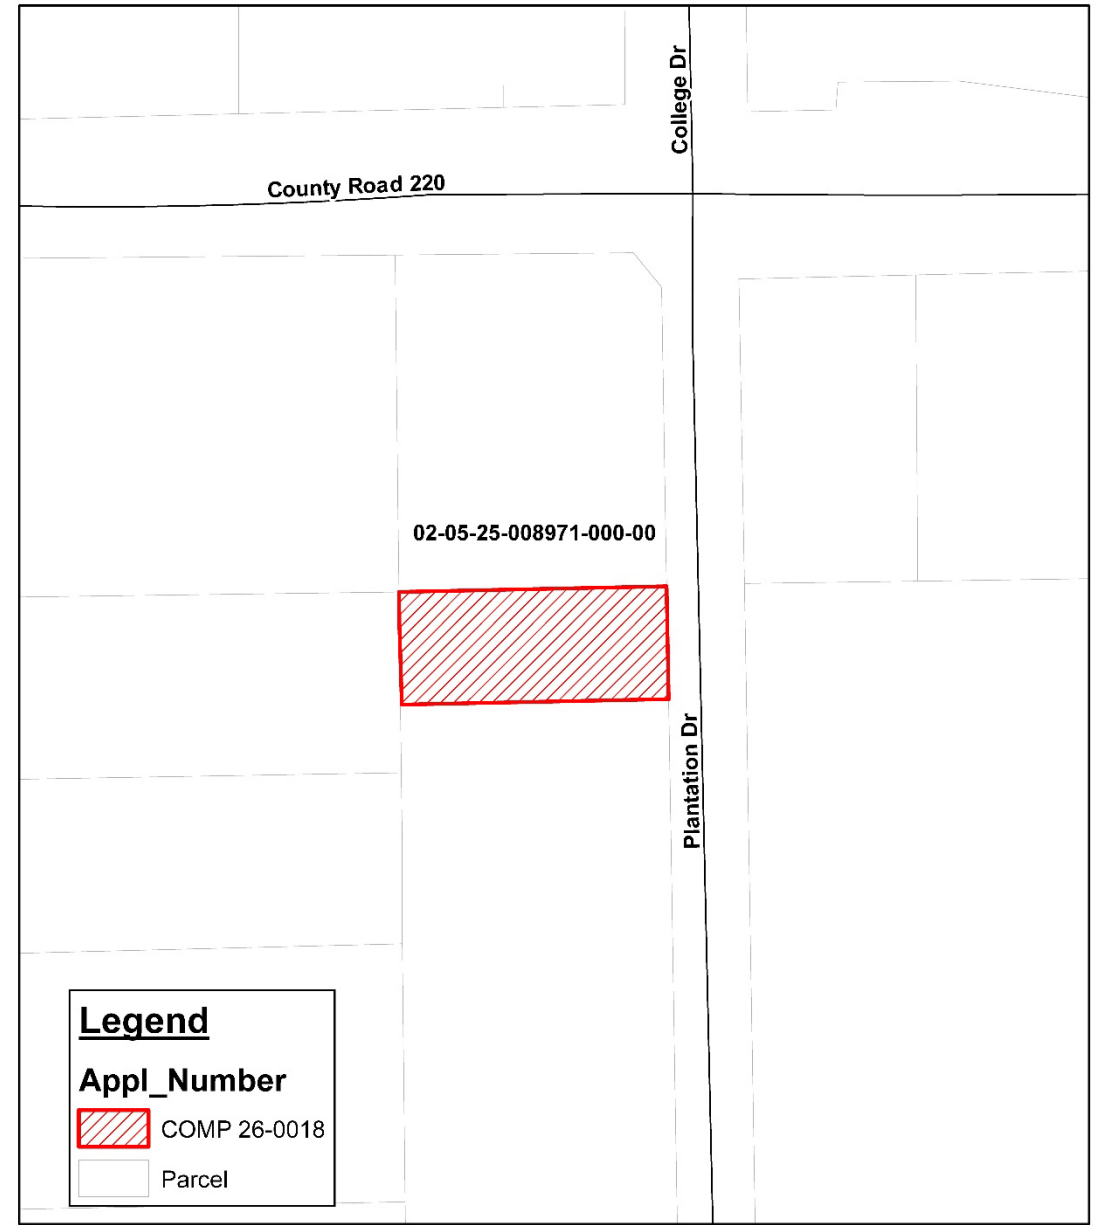 College Dr
County Road 220
02-05-25-008971-000-00
Plantation Dr
Legend
Appl_Number
COMP 26-0018
Parcel